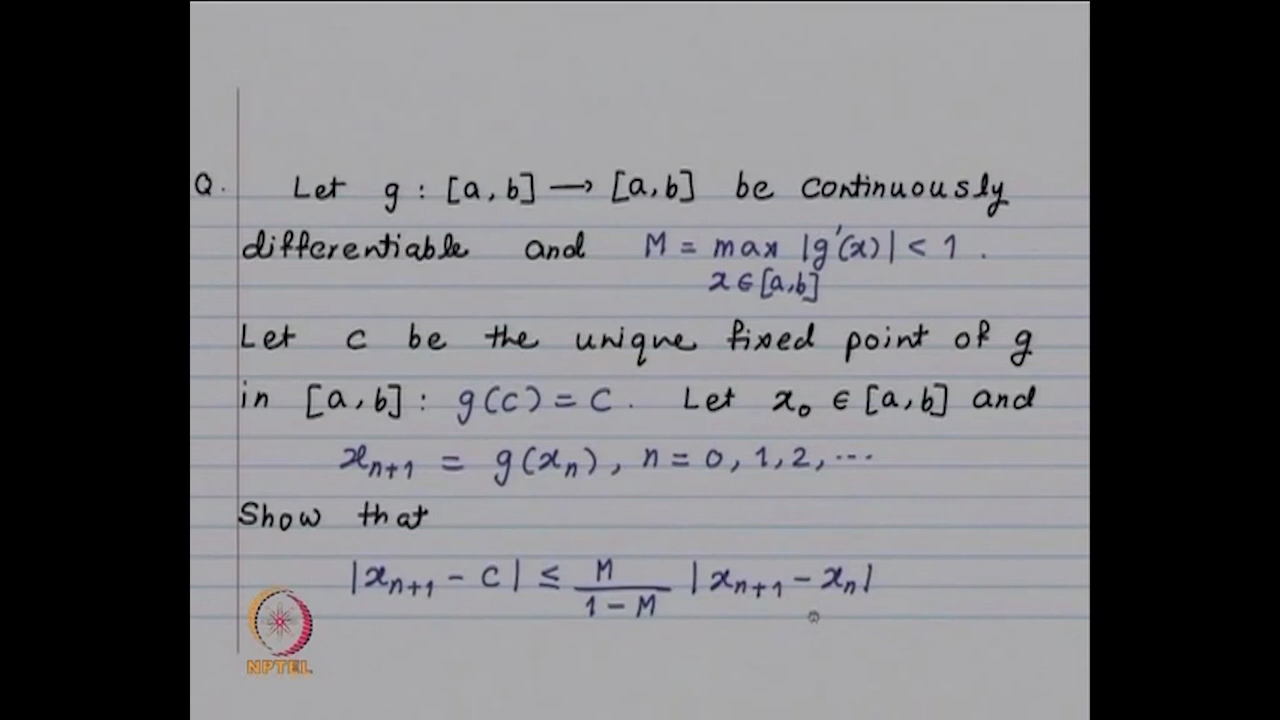 Q. Let g : [a, b] → [a, b] be continuously
differentiable and M = max |g'(x)| < 1 .
x ∈ [a, b]
Let c be the unique fixed point of g
in [a, b] : g(c) = c. Let x₀ ∈ [a, b] and
xₙ₊₁ = g(xₙ), n = 0, 1, 2, ...
Show that
|xₙ₊₁ - c| ≤ M / (1 - M) |xₙ₊₁ - xₙ|
NPTEL